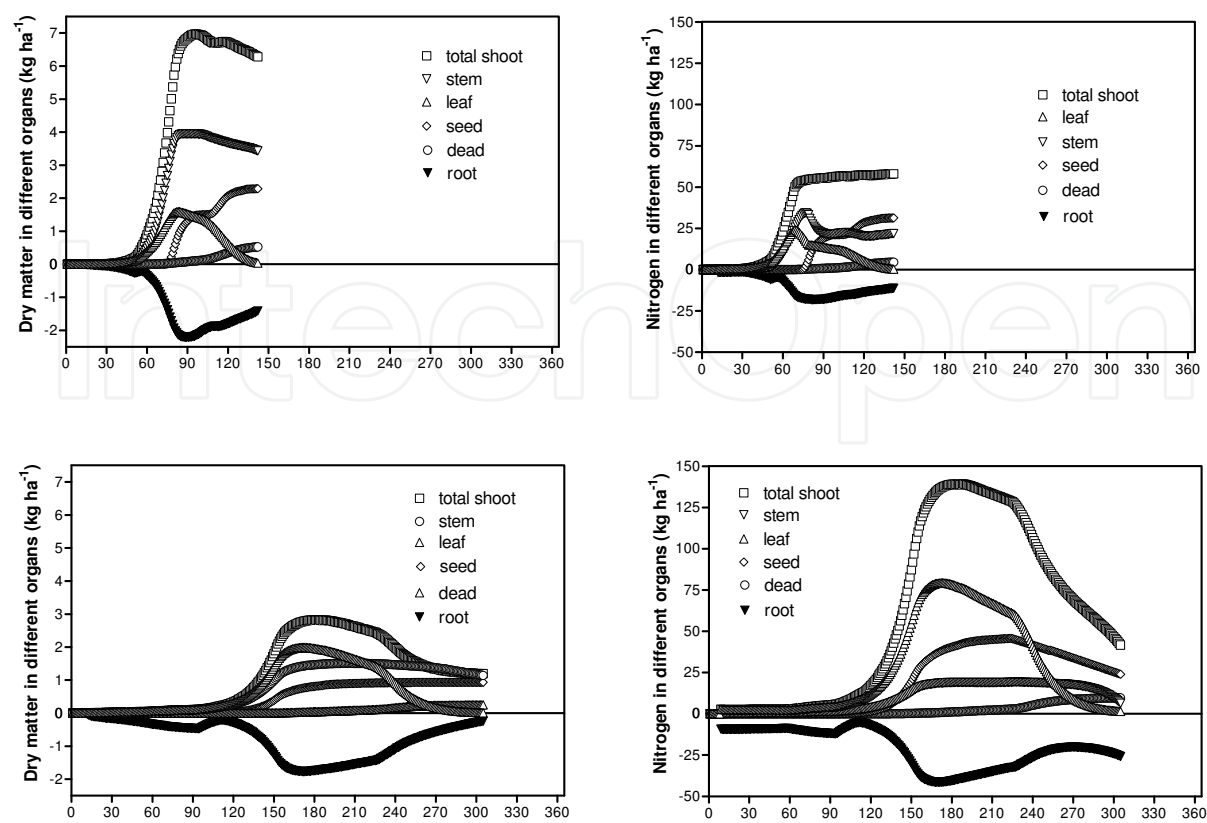 Dry matter in different organs (kg ha-1)
7
6
5
4
3
2
1
0
-1
-2
total shoot
stem
leaf
seed
dead
root
0 30 60 90 120 150 180 210 240 270 300 330 360
Nitrogen in different organs (kg ha-1)
150
125
100
75
50
25
0
-25
-50
total shoot
leaf
stem
seed
dead
root
0 30 60 90 120 150 180 210 240 270 300 330 360
IntechOpen
Dry matter in different organs (kg ha-1)
7
6
5
4
3
2
1
0
-1
-2
total shoot
stem
leaf
seed
dead
root
0 30 60 90 120 150 180 210 240 270 300 330 360
Nitrogen in different organs (kg ha-1)
150
125
100
75
50
25
0
-25
-50
total shoot
stem
leaf
seed
dead
root
0 30 60 90 120 150 180 210 240 270 300 330 360